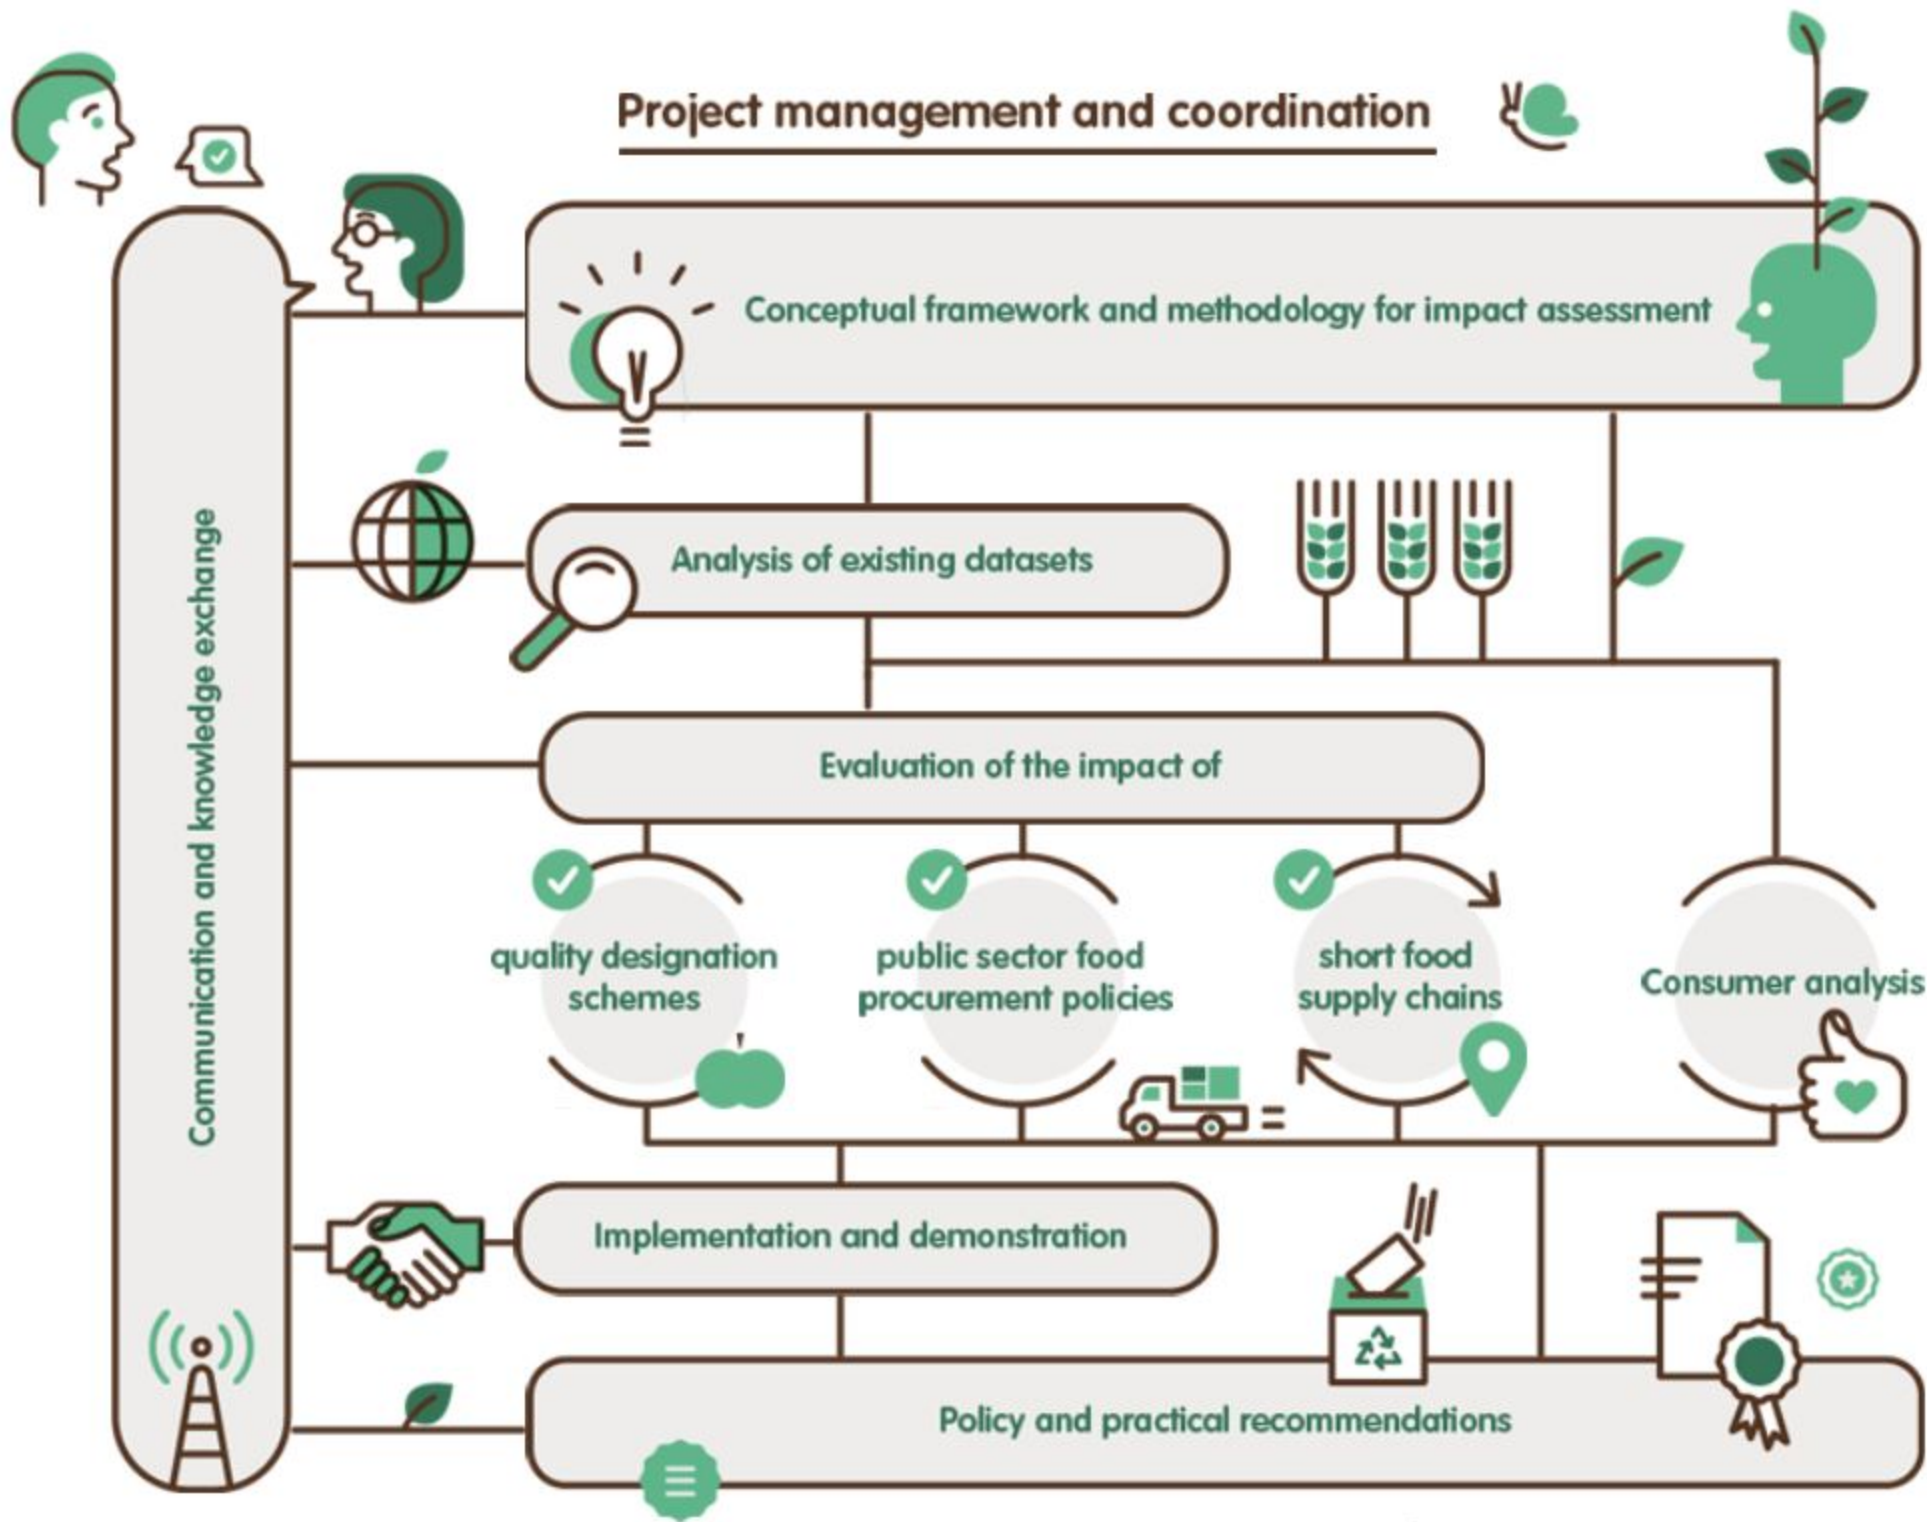 Project management and coordination
Conceptual framework and methodology for impact assessment
Communication and knowledge exchange
Analysis of existing datasets
Evaluation of the impact of
quality designation
schemes
public sector food
procurement policies
short food
supply chains
Consumer analysis
Implementation and demonstration
Policy and practical recommendations